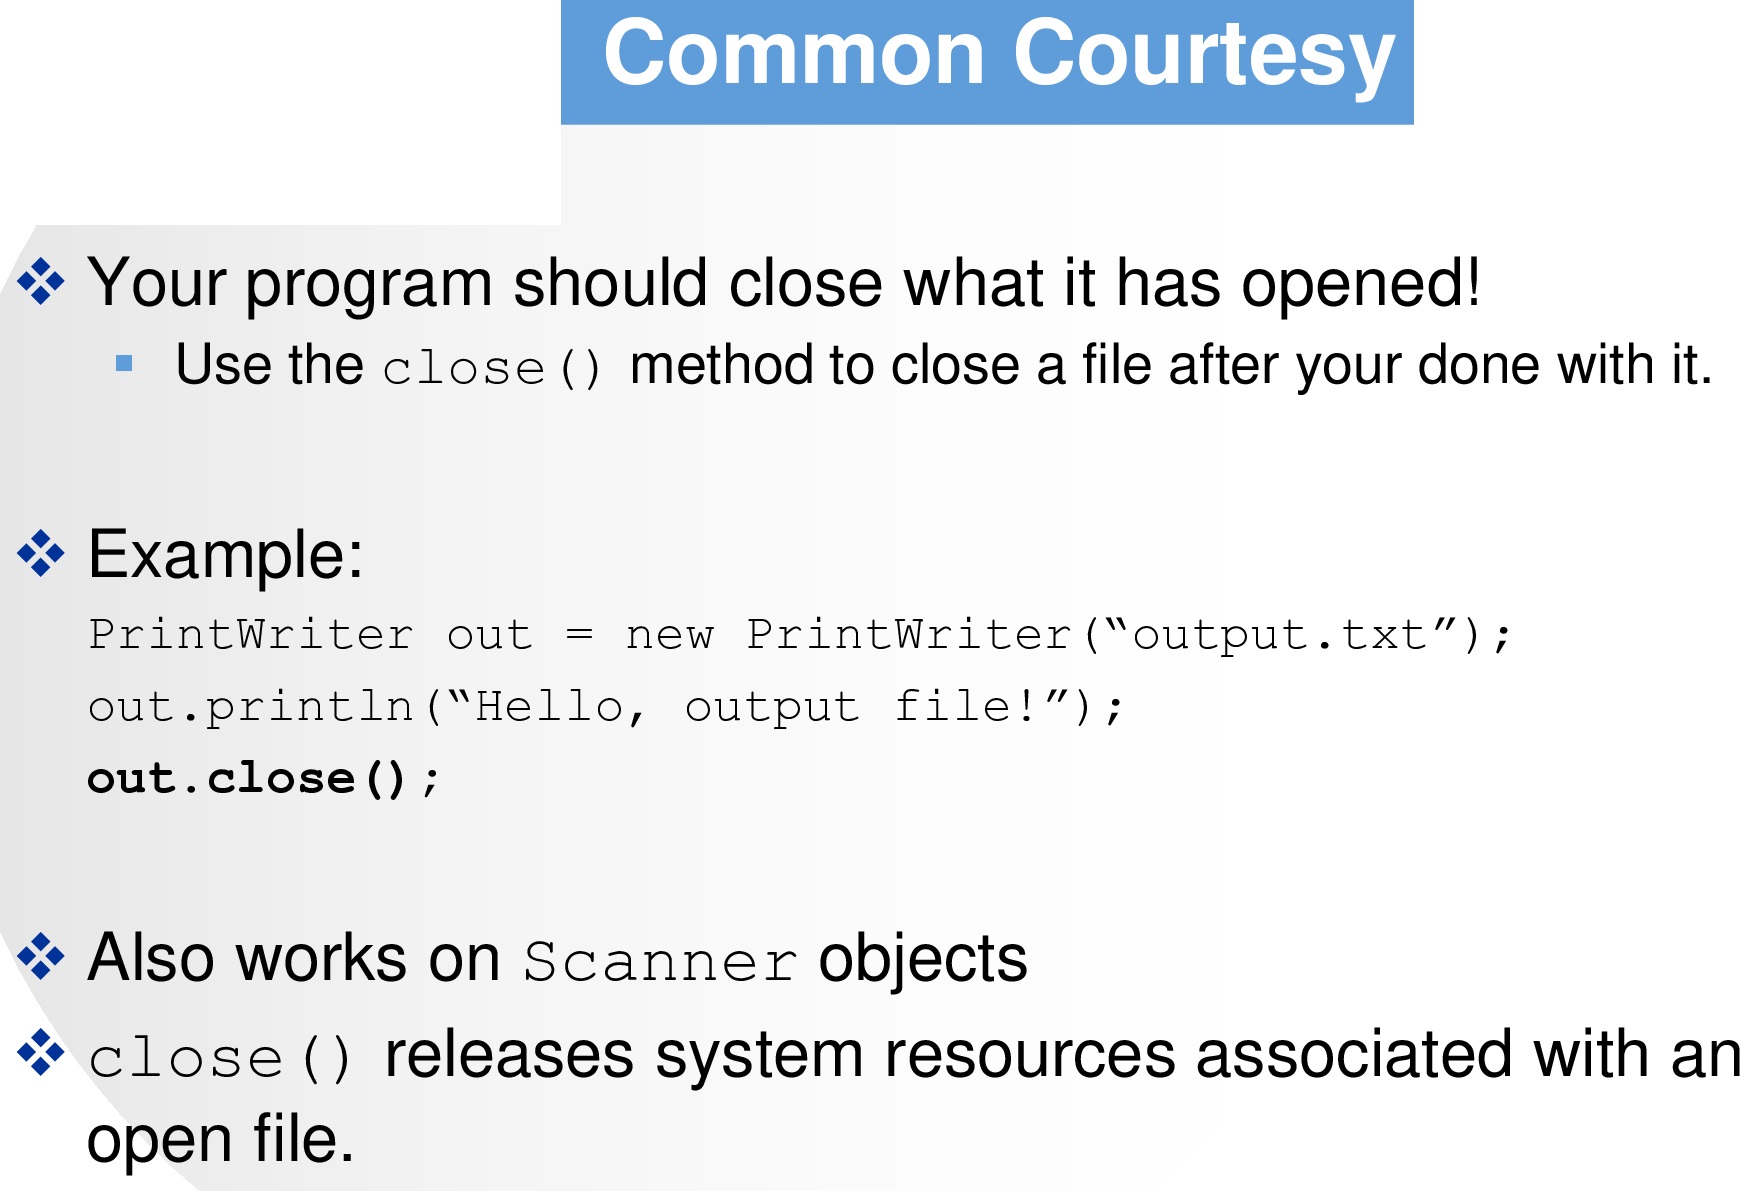 Common Courtesy
Your program should close what it has opened!
Use the close() method to close a file after your done with it.
Example:
PrintWriter out = new PrintWriter(“output.txt”);
out.println(“Hello, output file!”);
out.close();
Also works on Scanner objects
close() releases system resources associated with an
open file.